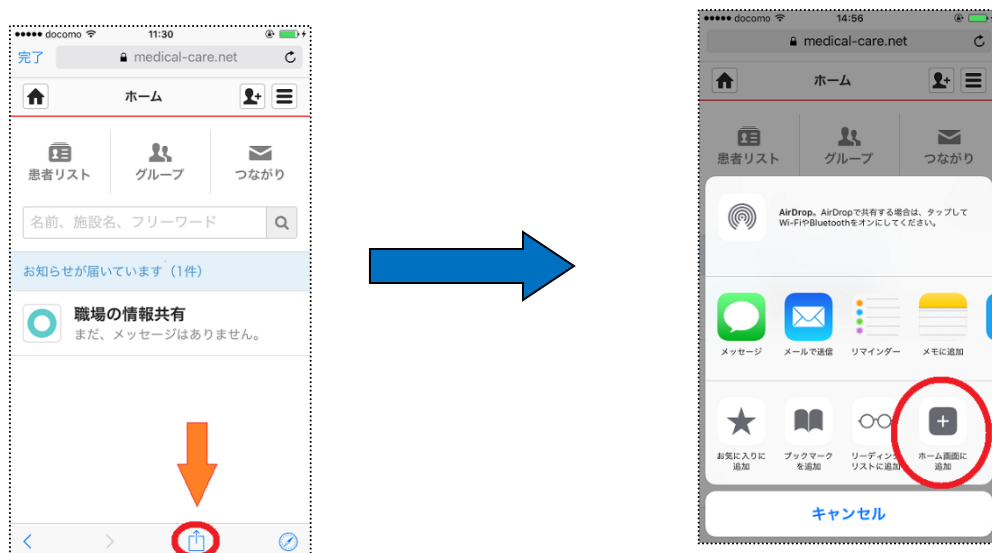 docomo 11:30
完了 medical-care.net
ホーム
患者リスト グループ つながり
名前、施設名、フリーワード
お知らせが届いています（1件）
職場の情報共有
まだ、メッセージはありません。
docomo 14:56
medical-care.net
ホーム
患者リスト グループ つながり
AirDrop。AirDropで共有する場合は、タップして
Wi-FiやBluetoothをオンにしてください。
メッセージ メールで送信 リマインダー メモに追加
お気に入りに ブックマーク リーディング ホーム画面に
追加 を追加 リストに追加 追加
キャンセル